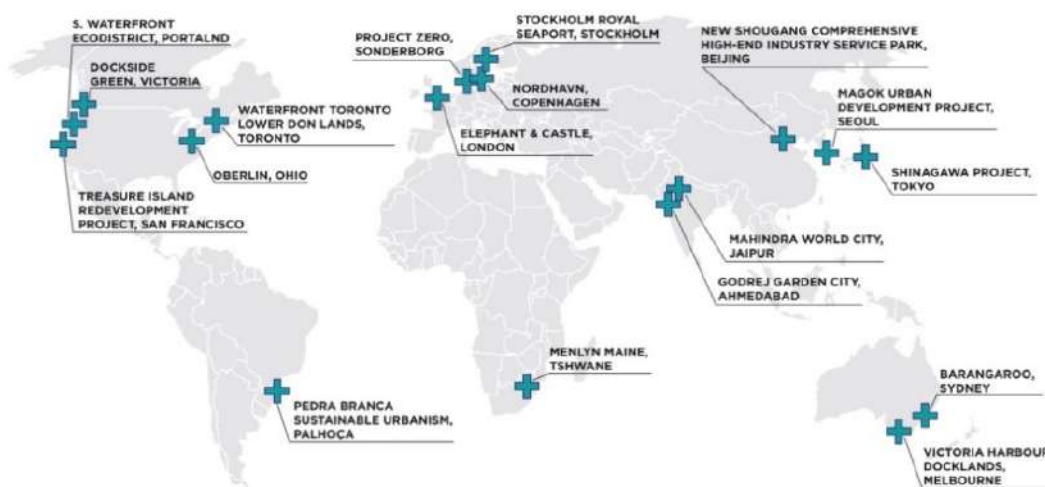 S. WATERFRONT
ECODISTRICT, PORTALND
DOCKSIDE
GREEN, VICTORIA
WATERFRONT TORONTO
LOWER DON LANDS,
TORONTO
OBERLIN, OHIO
TREASURE ISLAND
REDEVELOPMENT
PROJECT, SAN FRANCISCO
PROJECT ZERO,
SONDERBORG
STOCKHOLM ROYAL
SEAPORT, STOCKHOLM
NORDHAVN,
COPENHAGEN
ELEPHANT & CASTLE,
LONDON
NEW SHOUGANG COMPREHENSIVE
HIGH-END INDUSTRY SERVICE PARK,
BEIJING
MAGOK URBAN
DEVELOPMENT PROJECT,
SEOUL
SHINAGAWA PROJECT,
TOKYO
MAHINDRA WORLD CITY,
JAIPUR
GODREJ GARDEN CITY,
AHMEDABAD
MENLYN MAINE,
TSHWANE
PEDRA BRANCA
SUSTAINABLE URBANISM,
PALHOÇA
BARANGAROO,
SYDNEY
VICTORIA HARBOUR
DOCKLANDS,
MELBOURNE